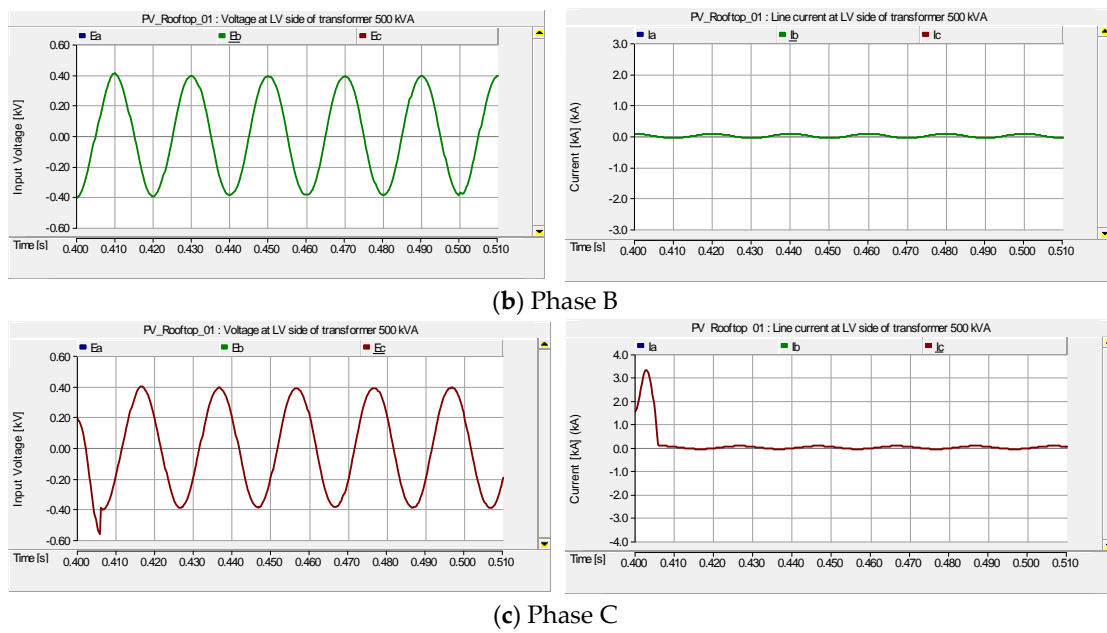 PV_Rooftop_01 : Voltage at LV side of transformer 500 kVA
Ea Eb Ec
0.60
0.40
0.20
0.00
-0.20
-0.40
-0.60
Input Voltage [kV]
Time [s] 0.400 0.410 0.420 0.430 0.440 0.450 0.460 0.470 0.480 0.490 0.500 0.510
PV_Rooftop_01 : Line current at LV side of transformer 500 kVA
Ia Ib Ic
3.0
2.0
1.0
0.0
-1.0
-2.0
-3.0
Current [kA] (kA)
Time [s] 0.400 0.410 0.420 0.430 0.440 0.450 0.460 0.470 0.480 0.490 0.500 0.510
(b) Phase B
PV_Rooftop_01 : Voltage at LV side of transformer 500 kVA
Ea Eb Ec
0.60
0.40
0.20
0.00
-0.20
-0.40
-0.60
Input Voltage [kV]
Time [s] 0.400 0.410 0.420 0.430 0.440 0.450 0.460 0.470 0.480 0.490 0.500 0.510
PV Rooftop 01 : Line current at LV side of transformer 500 kVA
Ia Ib Ic
4.0
3.0
2.0
1.0
0.0
-1.0
-2.0
-3.0
-4.0
Current [kA] (kA)
Time [s] 0.400 0.410 0.420 0.430 0.440 0.450 0.460 0.470 0.480 0.490 0.500 0.510
(c) Phase C